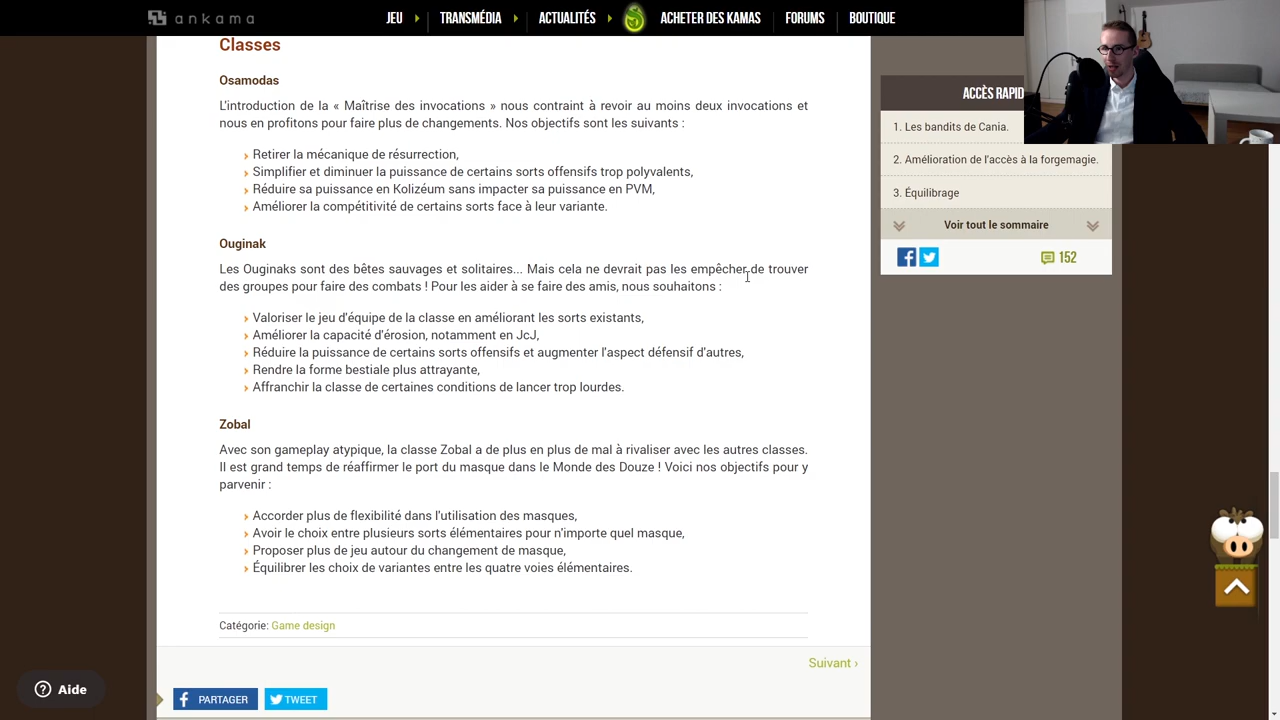 ankama
JEU
TRANSMÉDIA
ACTUALITÉS
ACHETER DES KAMAS
FORUMS
BOUTIQUE
Classes
Osamodas
L'introduction de la « Maîtrise des invocations » nous contraint à revoir au moins deux invocations et
nous en profitons pour faire plus de changements. Nos objectifs sont les suivants :
Retirer la mécanique de résurrection,
Simplifier et diminuer la puissance de certains sorts offensifs trop polyvalents,
Réduire sa puissance en Kolizéum sans impacter sa puissance en PVM,
Améliorer la compétitivité de certains sorts face à leur variante.
Ouginak
Les Ouginaks sont des bêtes sauvages et solitaires... Mais cela ne devrait pas les empêcher de trouver
des groupes pour faire des combats ! Pour les aider à se faire des amis, nous souhaitons :
Valoriser le jeu d'équipe de la classe en améliorant les sorts existants,
Améliorer la capacité d'érosion, notamment en JcJ,
Réduire la puissance de certains sorts offensifs et augmenter l'aspect défensif d'autres,
Rendre la forme bestiale plus attrayante,
Affranchir la classe de certaines conditions de lancer trop lourdes.
Zobal
Avec son gameplay atypique, la classe Zobal a de plus en plus de mal à rivaliser avec les autres classes.
Il est grand temps de réaffirmer le port du masque dans le Monde des Douze ! Voici nos objectifs pour y
parvenir :
Accorder plus de flexibilité dans l'utilisation des masques,
Avoir le choix entre plusieurs sorts élémentaires pour n'importe quel masque,
Proposer plus de jeu autour du changement de masque,
Équilibrer les choix de variantes entre les quatre voies élémentaires.
Catégorie: Game design
Suivant ›
PARTAGER
TWEET
Aide
ACCÈS RAPID
1. Les bandits de Cania.
2. Amélioration de l'accès à la forgemagie.
3. Équilibrage
Voir tout le sommaire
152